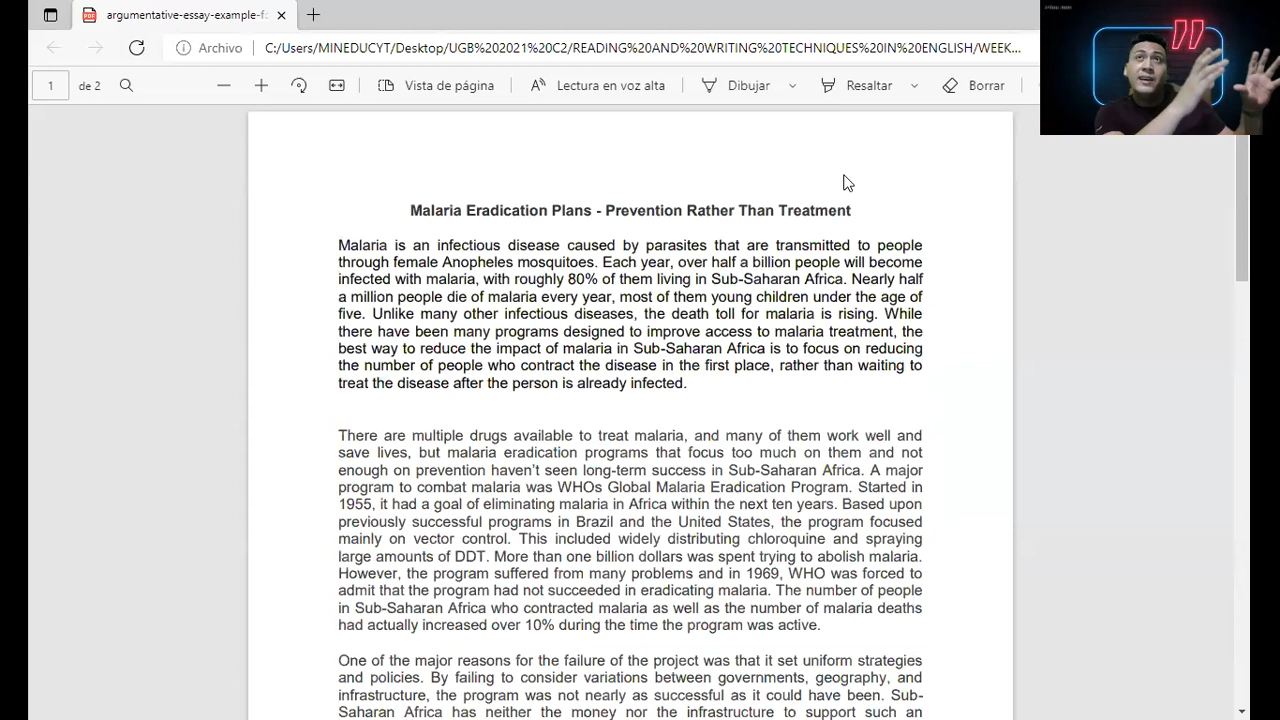 argumentative-essay-example-f
Archivo
C:/Users/MINEDUCYT/Desktop/UGO%202021%20C2/READING%20AND%20WRITING%20TECHNIQUES%20IN%20ENGLISH/WEEK...
1 de 2
Vista de página
Lectura en voz alta
Dibujar
Resaltar
Borrar
Malaria Eradication Plans - Prevention Rather Than Treatment
Malaria is an infectious disease caused by parasites that are transmitted to people
through female Anopheles mosquitoes. Each year, over half a billion people will become
infected with malaria, with roughly 80% of them living in Sub-Saharan Africa. Nearly half
a million people die of malaria every year, most of them young children under the age of
five. Unlike many other infectious diseases, the death toll for malaria is rising. While
there have been many programs designed to improve access to malaria treatment, the
best way to reduce the impact of malaria in Sub-Saharan Africa is to focus on reducing
the number of people who contract the disease in the first place, rather than waiting to
treat the disease after the person is already infected.
There are multiple drugs available to treat malaria, and many of them work well and
save lives, but malaria eradication programs that focus too much on them and not
enough on prevention haven't seen long-term success in Sub-Saharan Africa. A major
program to combat malaria was WHOs Global Malaria Eradication Program. Started in
1955, it had a goal of eliminating malaria in Africa within the next ten years. Based upon
previously successful programs in Brazil and the United States, the program focused
mainly on vector control. This included widely distributing chloroquine and spraying
large amounts of DDT. More than one billion dollars was spent trying to abolish malaria.
However, the program suffered from many problems and in 1969, WHO was forced to
admit that the program had not succeeded in eradicating malaria. The number of people
in Sub-Saharan Africa who contracted malaria as well as the number of malaria deaths
had actually increased over 10% during the time the program was active.
One of the major reasons for the failure of the project was that it set uniform strategies
and policies. By failing to consider variations between governments, geography, and
infrastructure, the program was not nearly as successful as it could have been. Sub-
Saharan Africa has neither the money nor the infrastructure to support such an